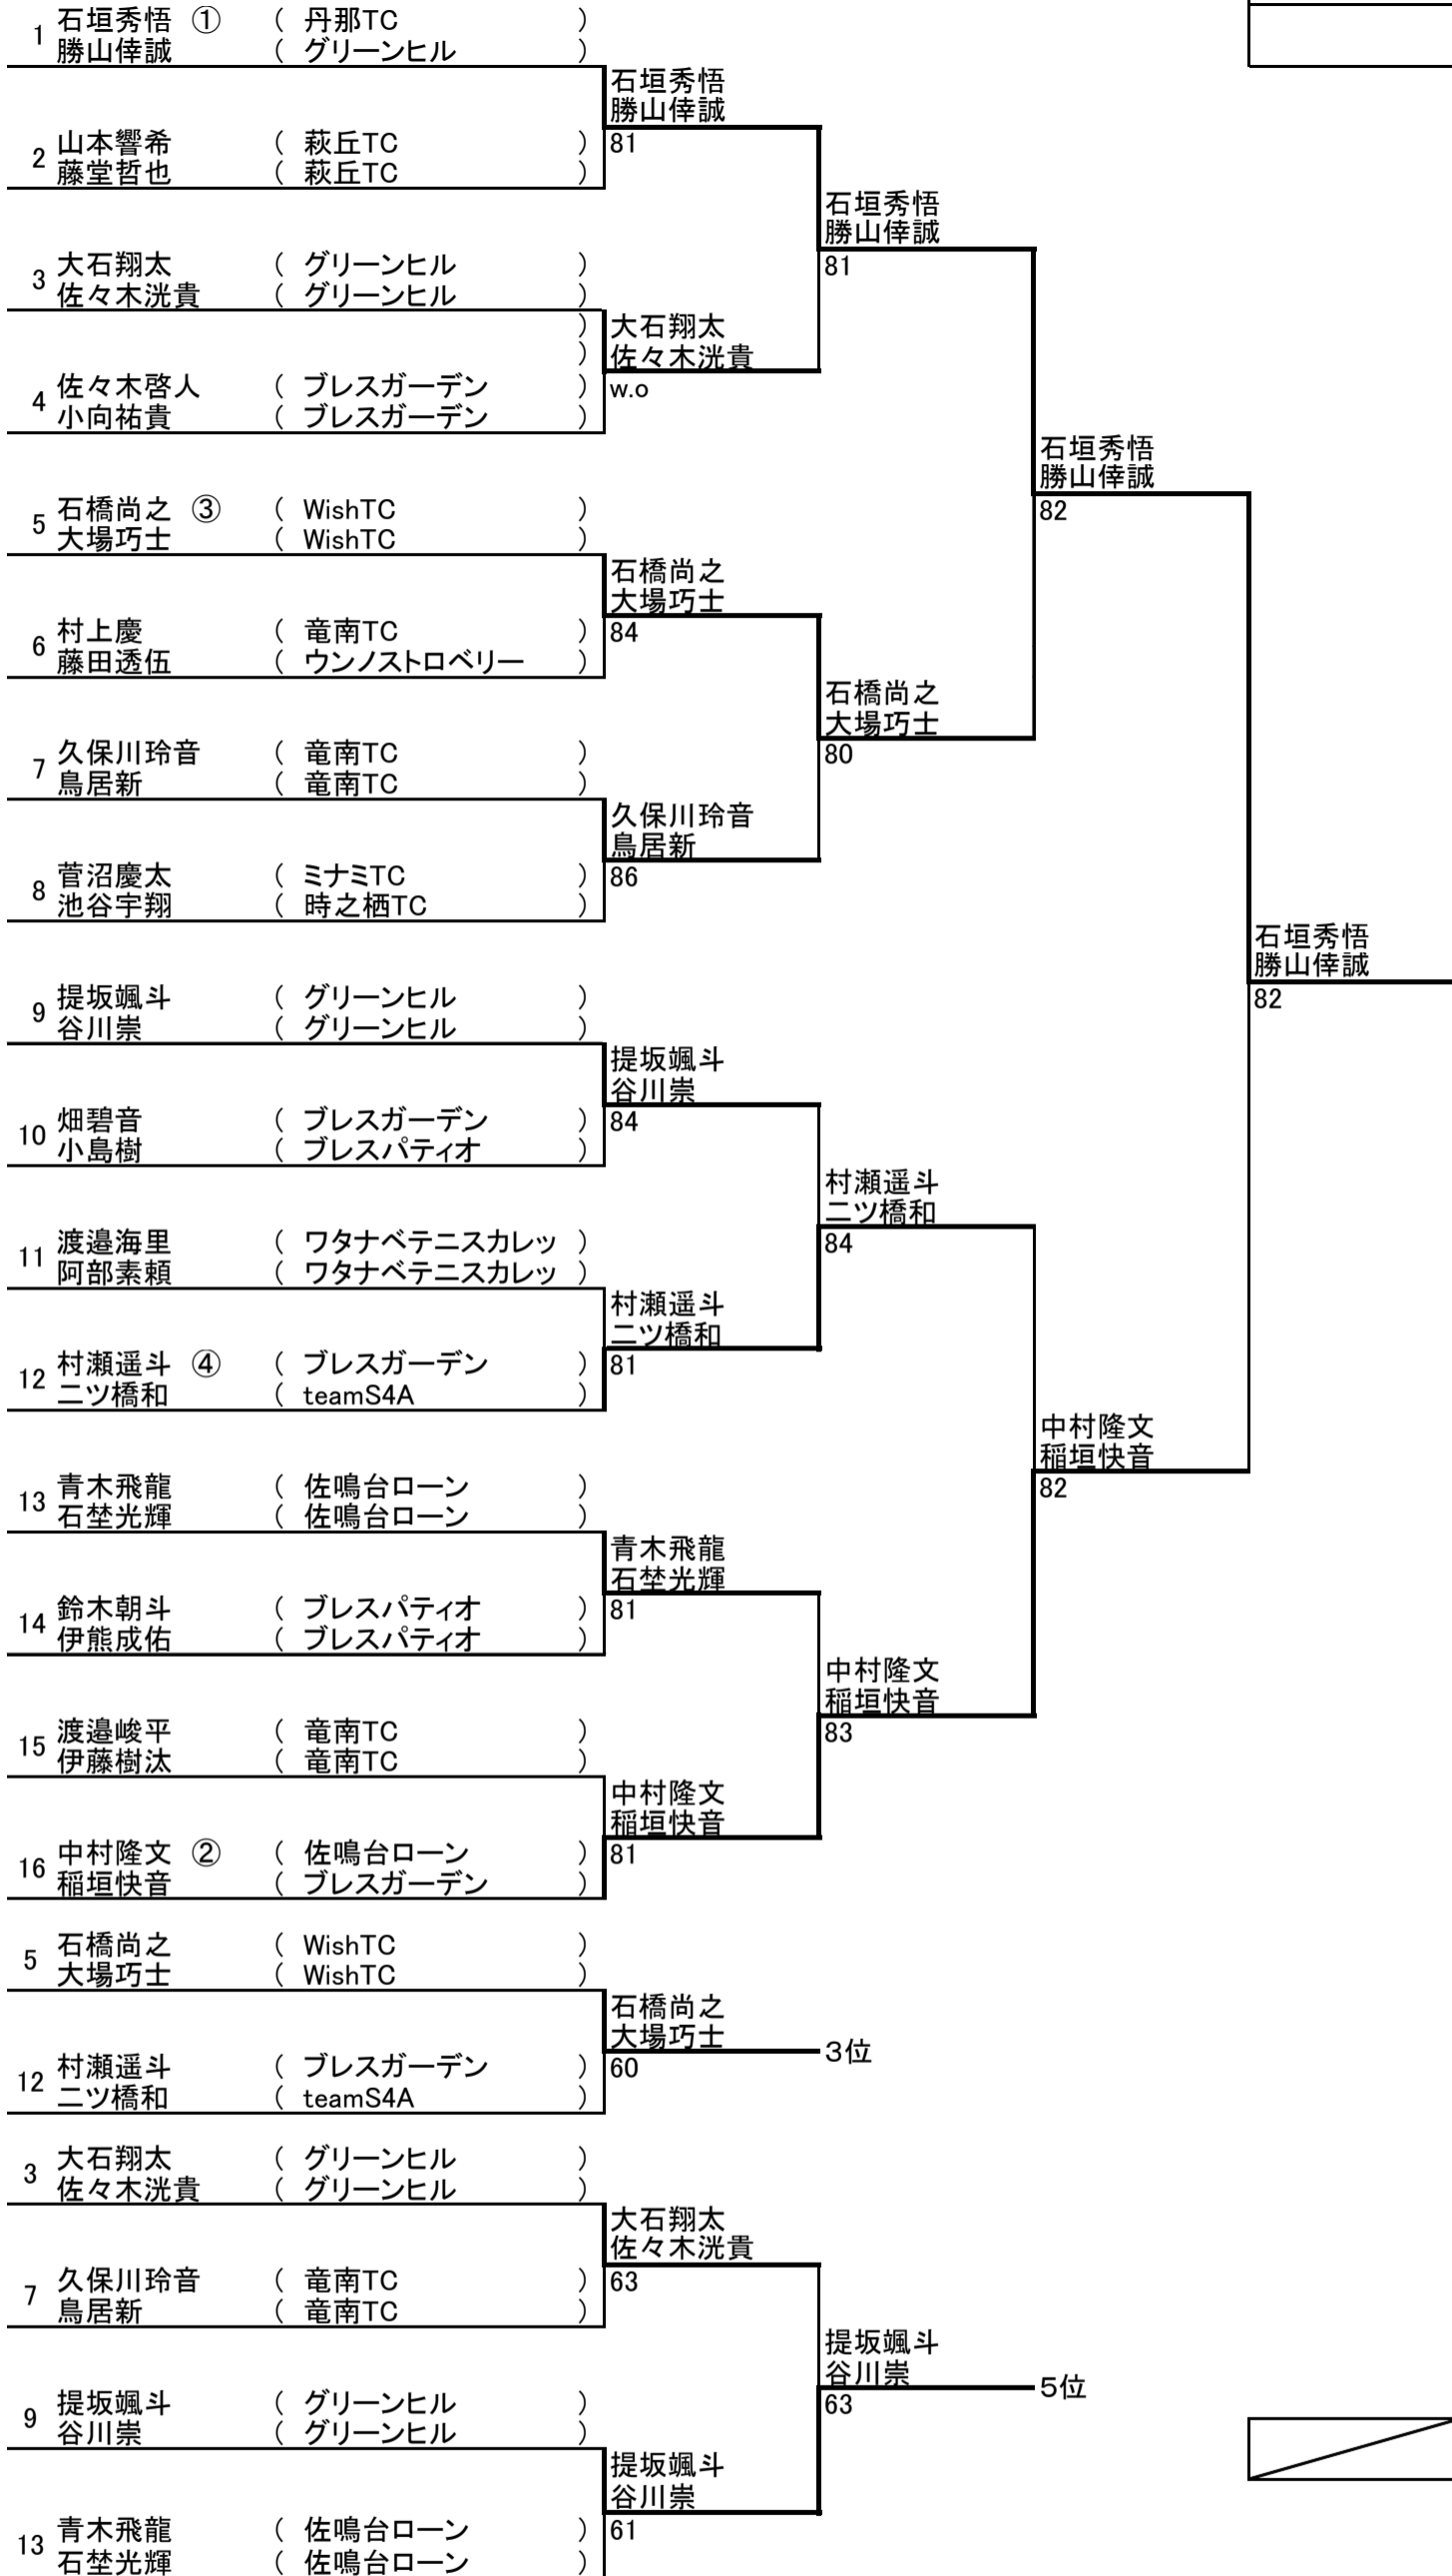 1 石垣秀悟 ① ( 丹那TC )
勝山倖誠 ( グリーンヒル )
石垣秀悟
勝山倖誠
81
2 山本響希 ( 萩丘TC )
藤堂哲也 ( 萩丘TC )
石垣秀悟
勝山倖誠
81
3 大石翔太 ( グリーンヒル )
佐々木洸貴 ( グリーンヒル )
) 大石翔太
) 佐々木洸貴
w.o
4 佐々木啓人 ( ブレスガーデン )
小向祐貴 ( ブレスガーデン )
石垣秀悟
勝山倖誠
82
5 石橋尚之 ③ ( WishTC )
大場巧士 ( WishTC )
石橋尚之
大場巧士
84
6 村上慶 ( 竜南TC )
藤田透伍 ( ウンノストロベリー )
石橋尚之
大場巧士
80
7 久保川玲音 ( 竜南TC )
鳥居新 ( 竜南TC )
久保川玲音
鳥居新
86
8 菅沼慶太 ( ミナミTC )
池谷宇翔 ( 時之栖TC )
石垣秀悟
勝山倖誠
82
9 提坂颯斗 ( グリーンヒル )
谷川崇 ( グリーンヒル )
提坂颯斗
谷川崇
84
10 畑碧音 ( ブレスガーデン )
小島樹 ( ブレスパティオ )
村瀬遥斗
二ツ橋和
84
11 渡邉海里 ( ワタナベテニスカレッ )
阿部素頼 ( ワタナベテニスカレッ )
村瀬遥斗
二ツ橋和
81
12 村瀬遥斗 ④ ( ブレスガーデン )
二ツ橋和 ( teamS4A )
中村隆文
稲垣快音
82
13 青木飛龍 ( 佐鳴台ローン )
石埜光輝 ( 佐鳴台ローン )
青木飛龍
石埜光輝
81
14 鈴木朝斗 ( ブレスパティオ )
伊熊成佑 ( ブレスパティオ )
中村隆文
稲垣快音
83
15 渡邉峻平 ( 竜南TC )
伊藤樹汰 ( 竜南TC )
中村隆文
稲垣快音
81
16 中村隆文 ② ( 佐鳴台ローン )
稲垣快音 ( ブレスガーデン )
5 石橋尚之 ( WishTC )
大場巧士 ( WishTC )
石橋尚之
大場巧士 3位
60
12 村瀬遥斗 ( ブレスガーデン )
二ツ橋和 ( teamS4A )
3 大石翔太 ( グリーンヒル )
佐々木洸貴 ( グリーンヒル )
大石翔太
佐々木洸貴
63
7 久保川玲音 ( 竜南TC )
鳥居新 ( 竜南TC )
提坂颯斗
谷川崇 5位
63
9 提坂颯斗 ( グリーンヒル )
谷川崇 ( グリーンヒル )
提坂颯斗
谷川崇
61
13 青木飛龍 ( 佐鳴台ローン )
石埜光輝 ( 佐鳴台ローン )